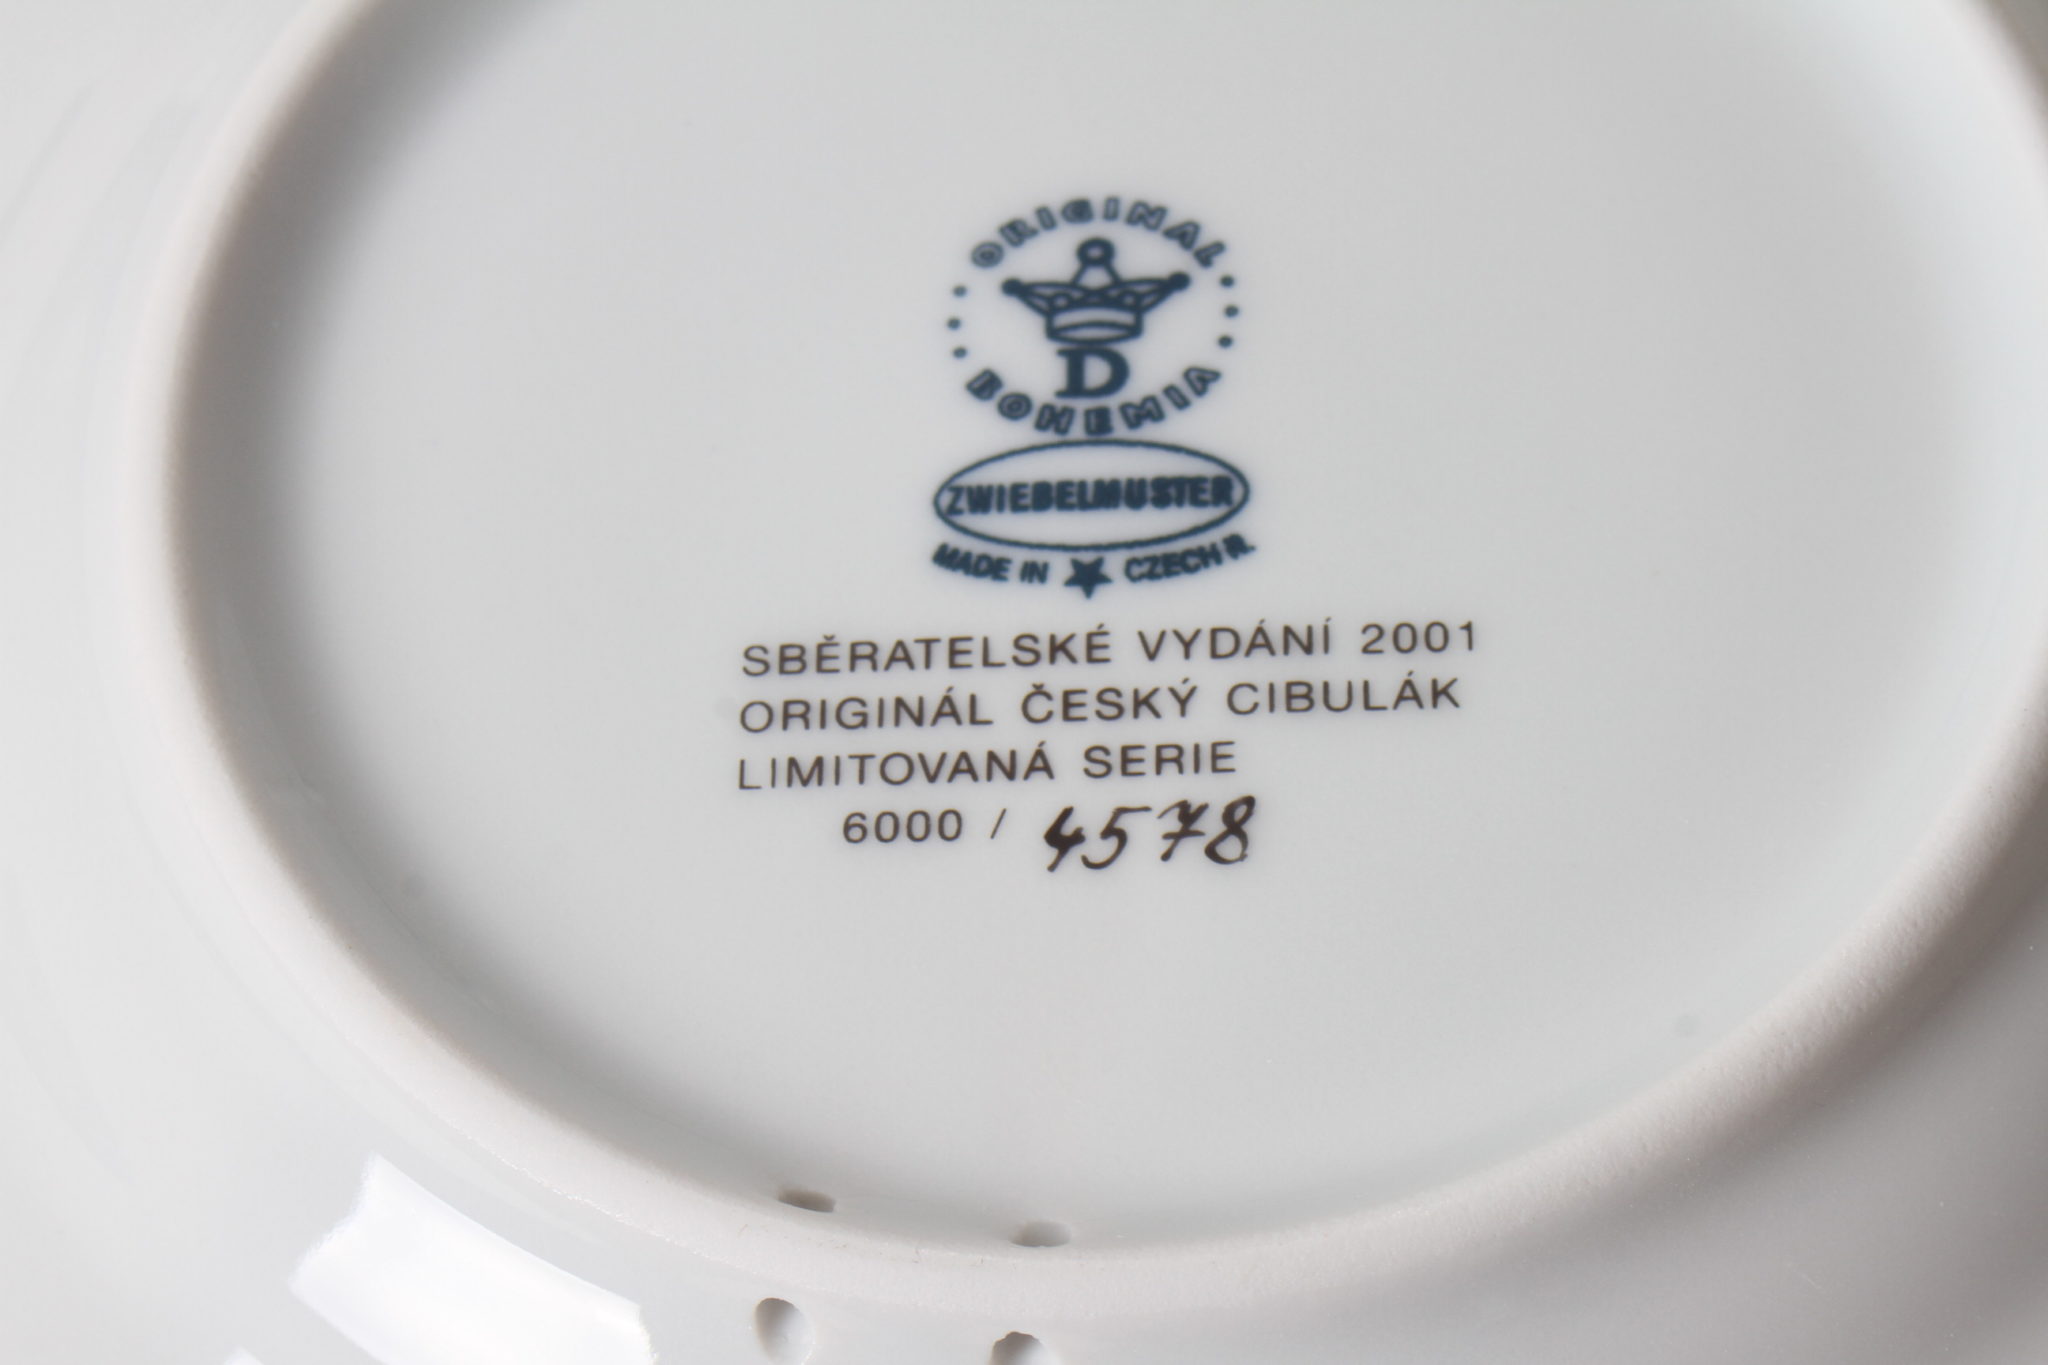 ORIGINAL
D
BOHEMIA
ZWIEBELMUSTER
MADE IN ★ CZECH R.
SBĚRATELSKÉ VYDÁNÍ 2001
ORIGINÁL ČESKÝ CIBULÁK
LIMITOVANÁ SERIE
6000 / 4578